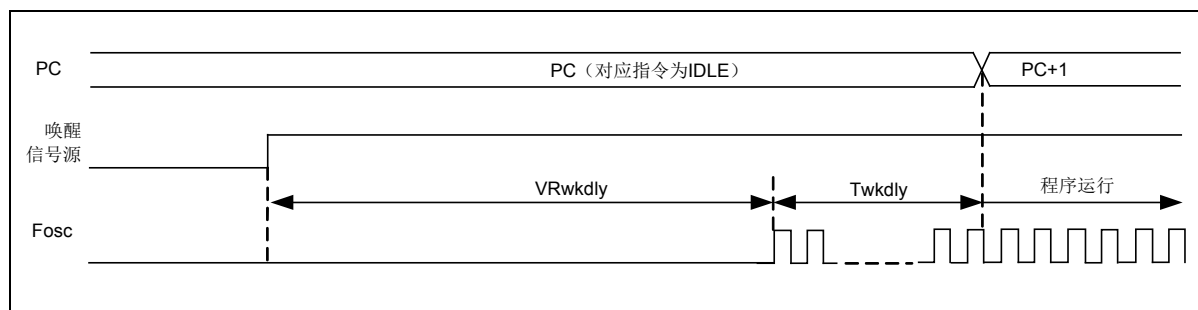 PC
PC（对应指令为IDLE）
PC+1
唤醒
信号源
VRwkdly
Twkdly
程序运行
Fosc